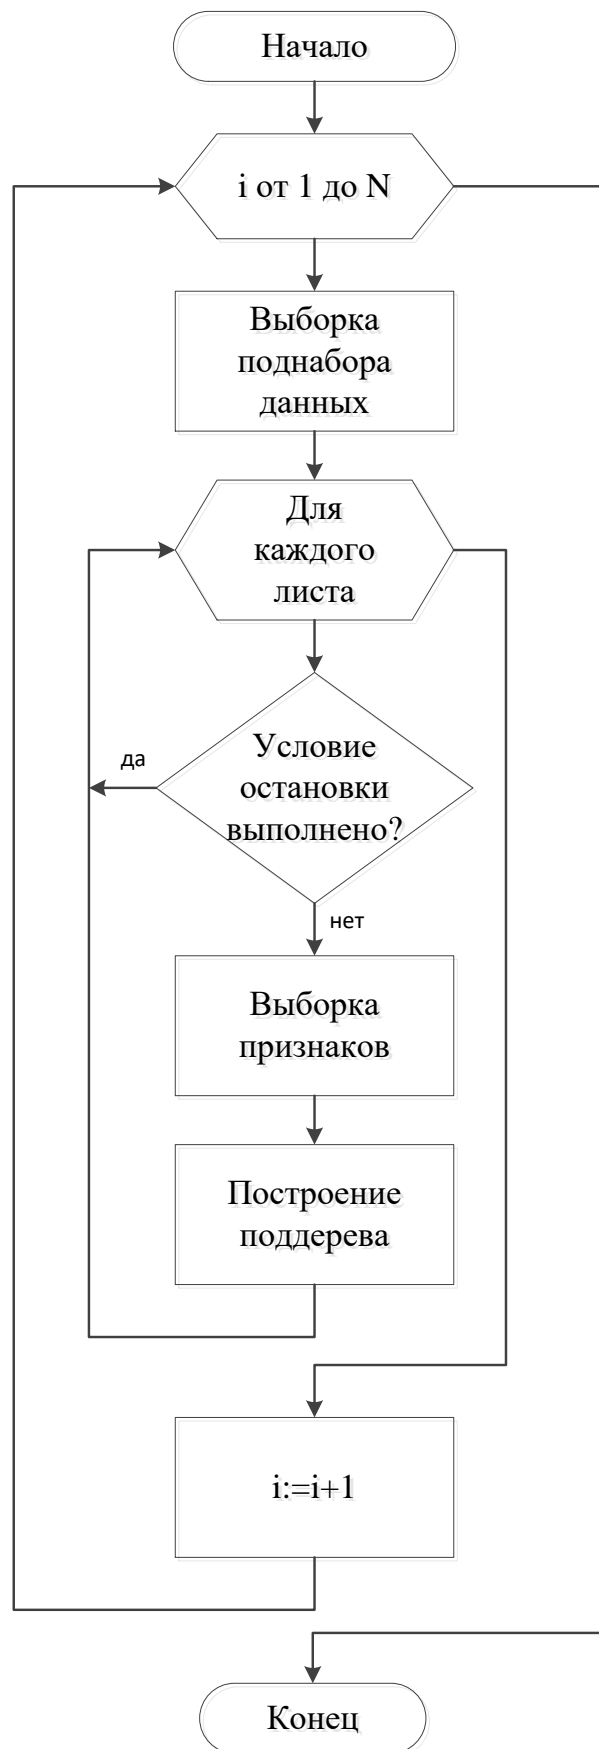 Начало
i от 1 до N
Выборка
поднабора
данных
Для
каждого
листа
Условие
остановки
выполнено?
да
нет
Выборка
признаков
Построение
поддерева
i:=i+1
Конец